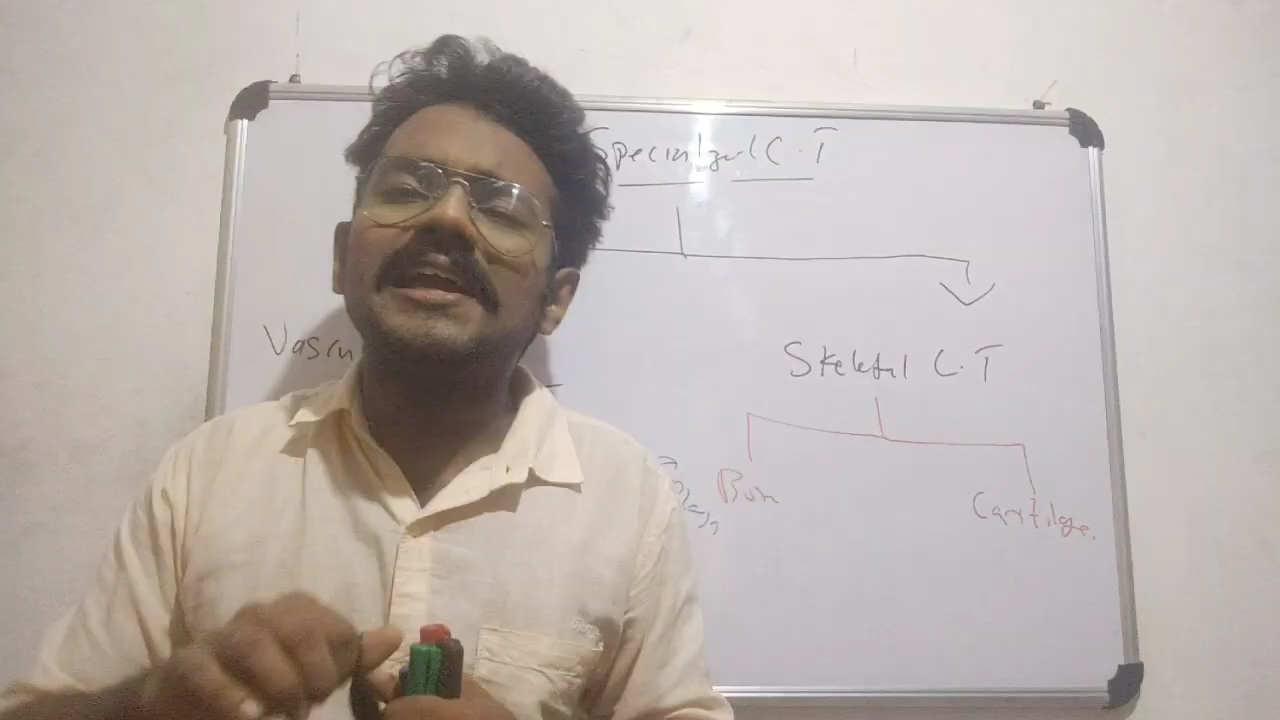 Specialized C.T
Vascu
Skeletal C.T
Bone
Cartilage.